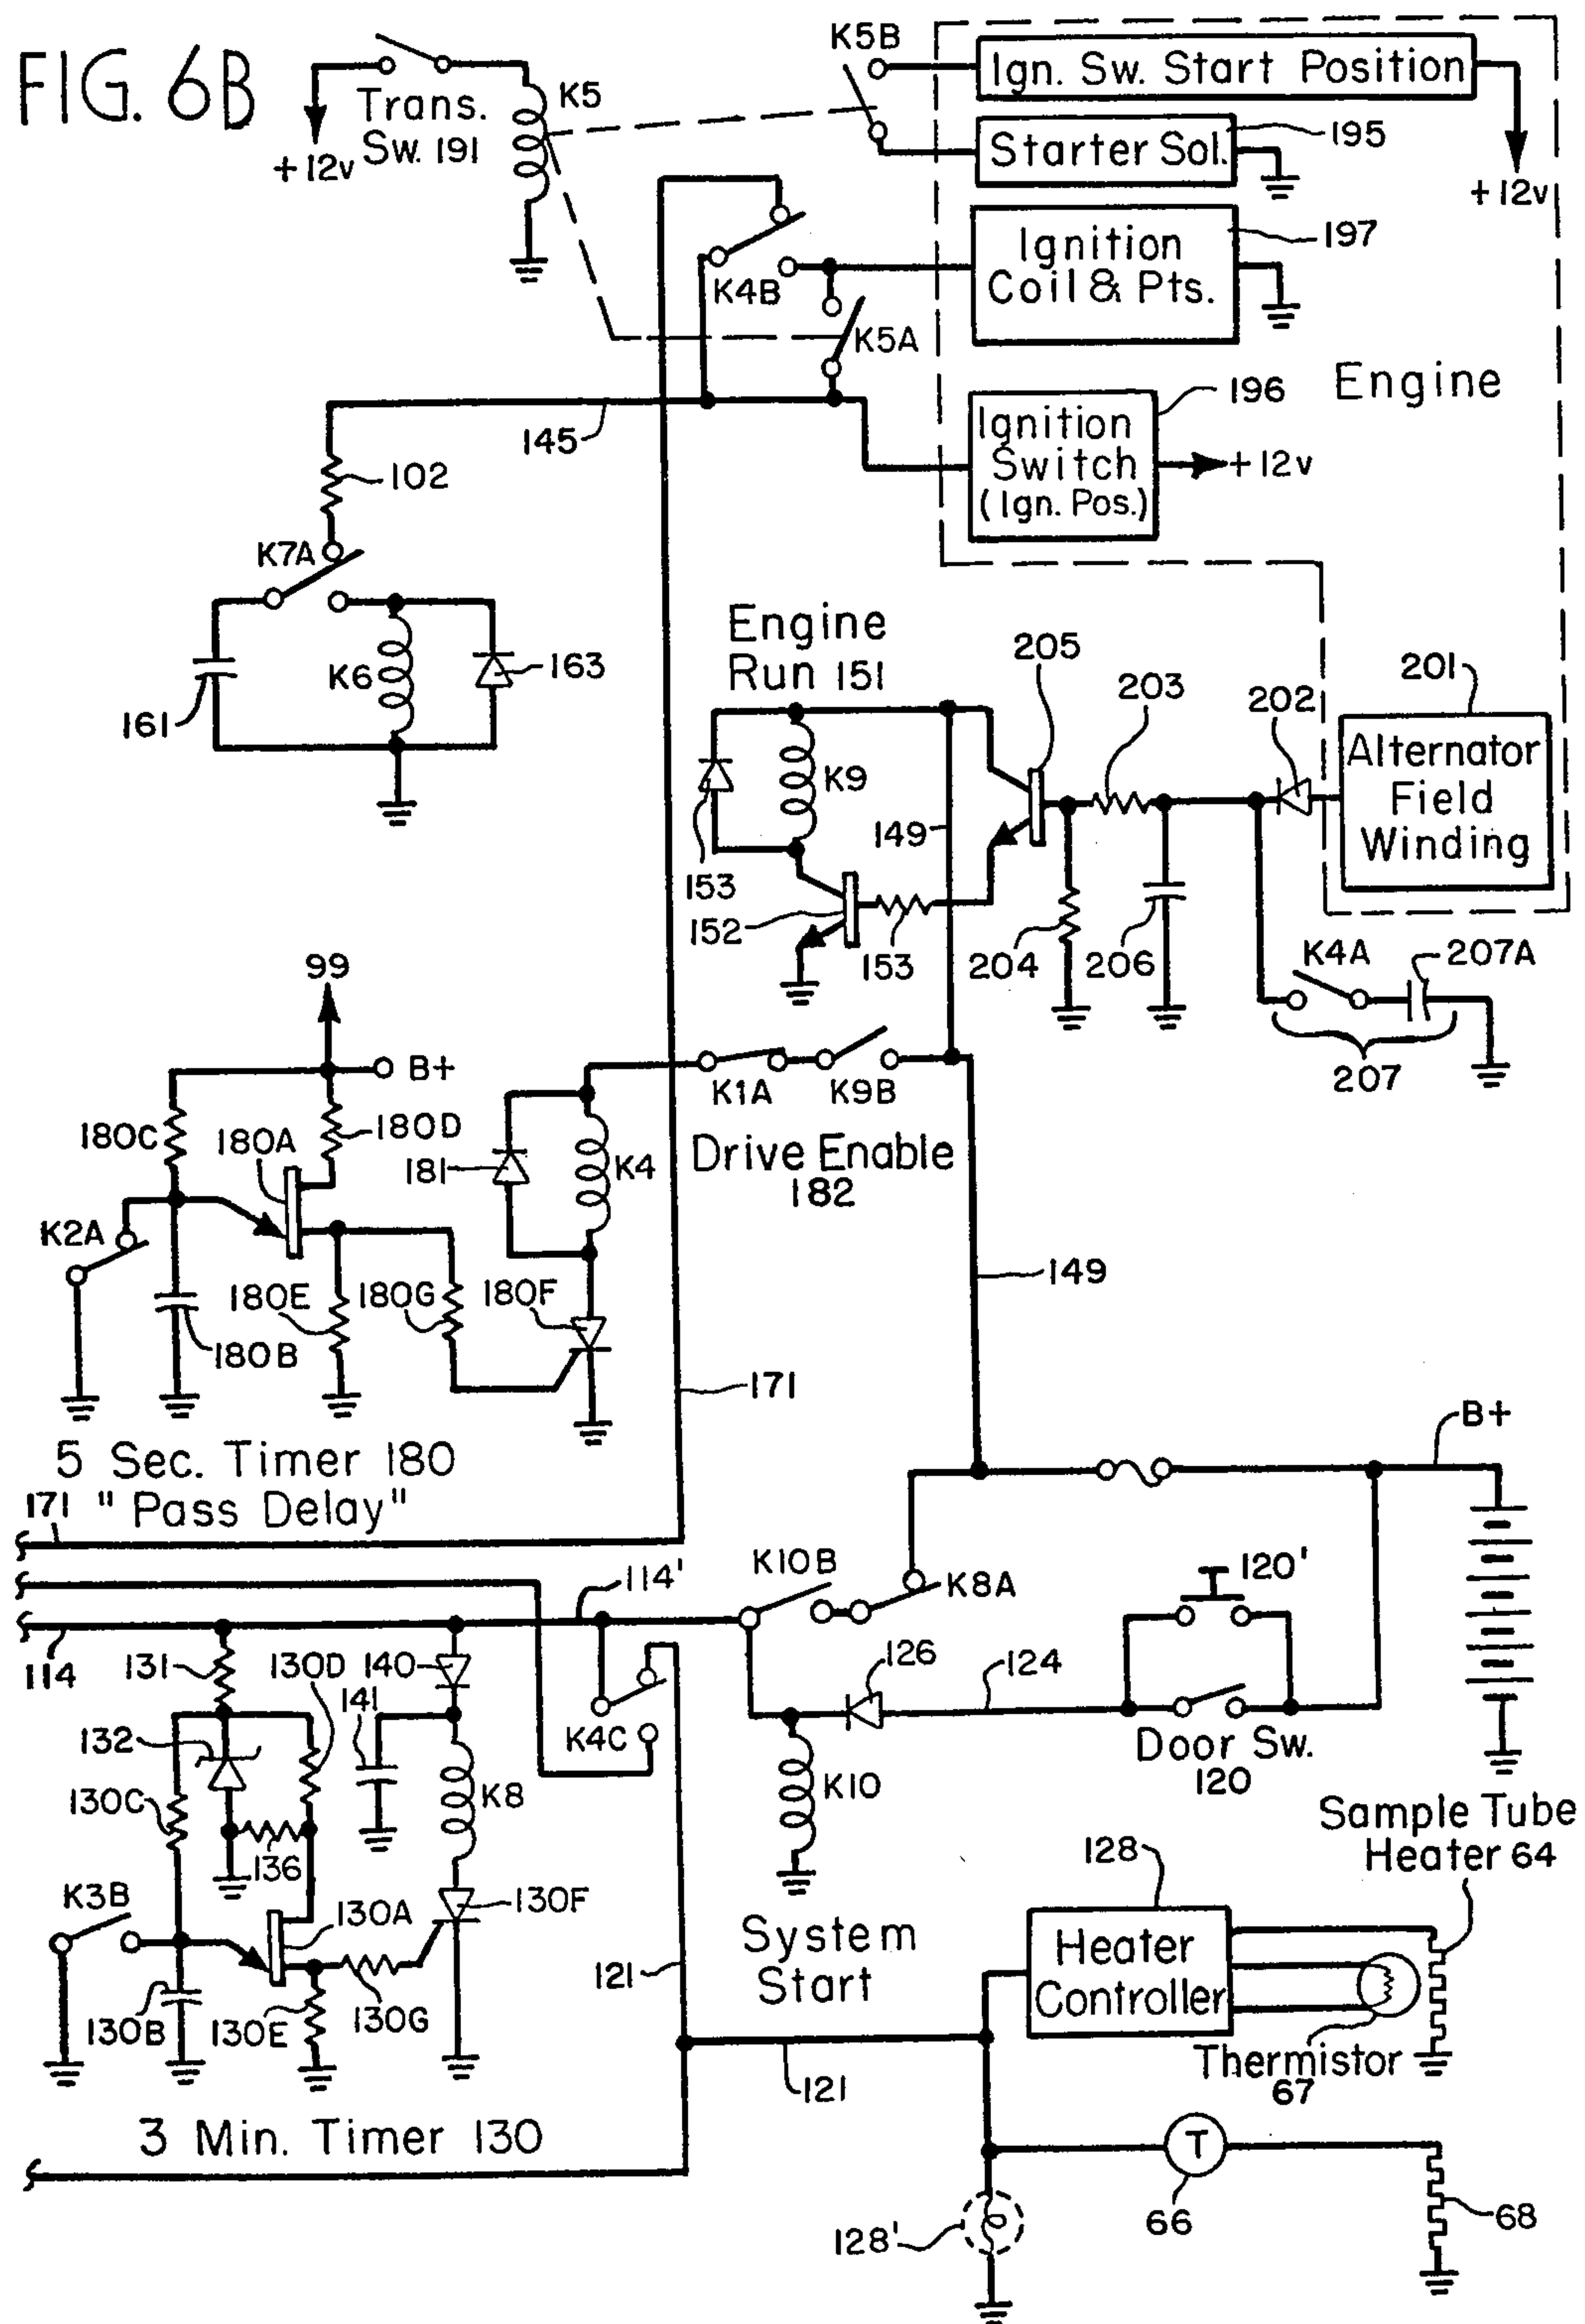 FIG. 6B
Trans.
Sw. 191
+12v
K5
K5B
Ign. Sw. Start Position
Starter Sol.
195
+12v
Ignition
Coil & Pts.
197
K4B
K5A
Engine
145
Ignition
Switch
(Ign. Pos.)
196
+12v
102
K7A
161
K6
163
Engine
Run 151
205
203
202
201
Alternator
Field
Winding
K9
149
153
152
153
204
206
K4A
207A
207
99
B+
180C
180A
180D
181
K4
K1A
K9B
Drive Enable
182
K2A
180E
180G
180F
180B
149
171
5 Sec. Timer 180
"Pass Delay"
171
B+
K10B
114'
K8A
120'
114
131
130D
140
126
124
141
132
K4C
Door Sw.
120
130C
K8
K10
136
Sample Tube
Heater 64
128
K3B
130A
130F
System
Start
Heater
Controller
121
130B
130E
130G
Thermistor
67
121
3 Min. Timer 130
T
66
68
128'